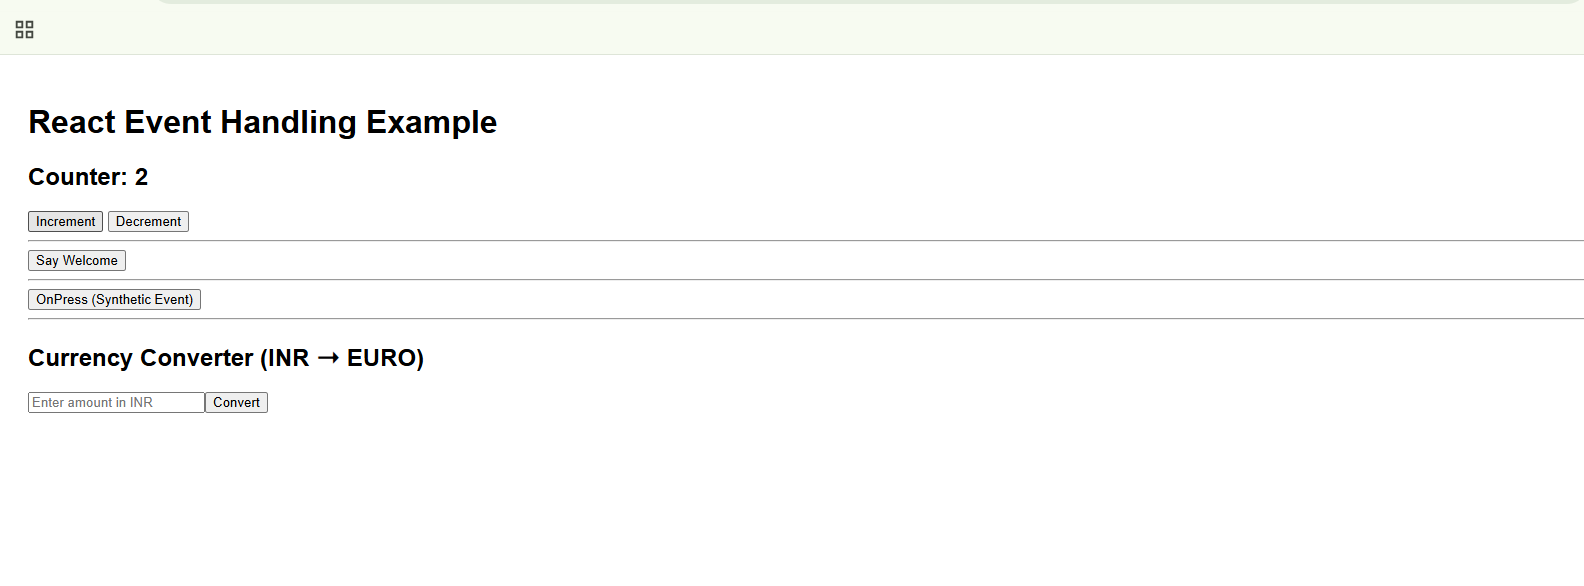 React Event Handling Example
Counter: 2
Increment Decrement
Say Welcome
OnPress (Synthetic Event)
Currency Converter (INR → EURO)
Enter amount in INR Convert